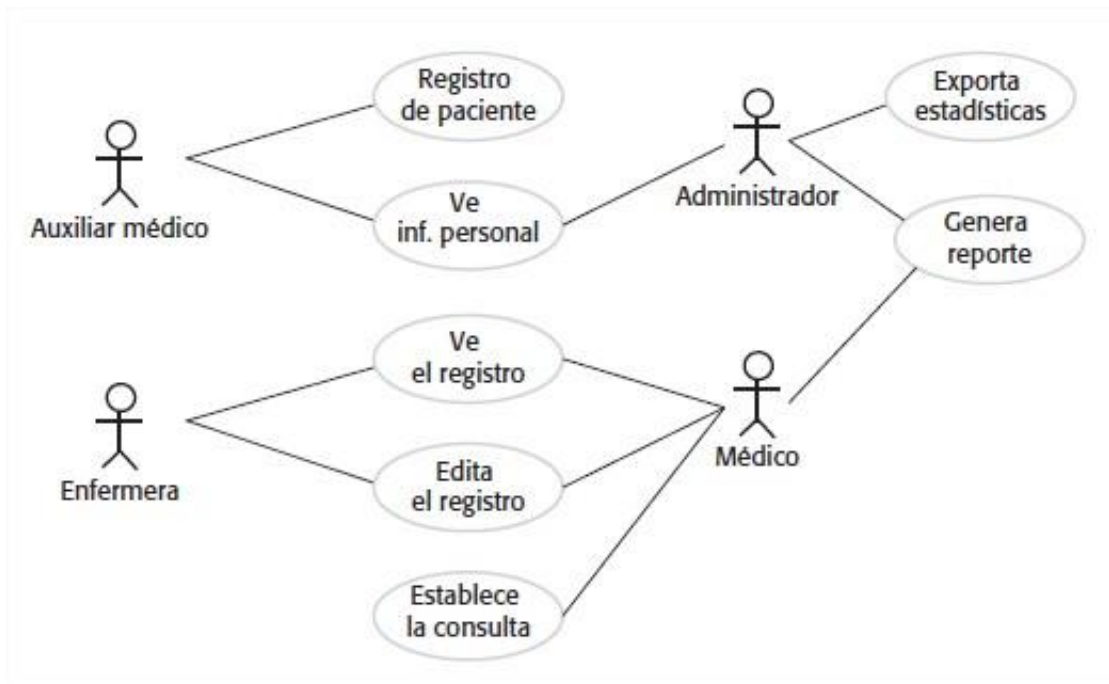 Registro
de paciente
Exporta
estadísticas
Auxiliar médico
Ve
inf. personal
Administrador
Genera
reporte
Ve
el registro
Enfermera
Edita
el registro
Médico
Establece
la consulta